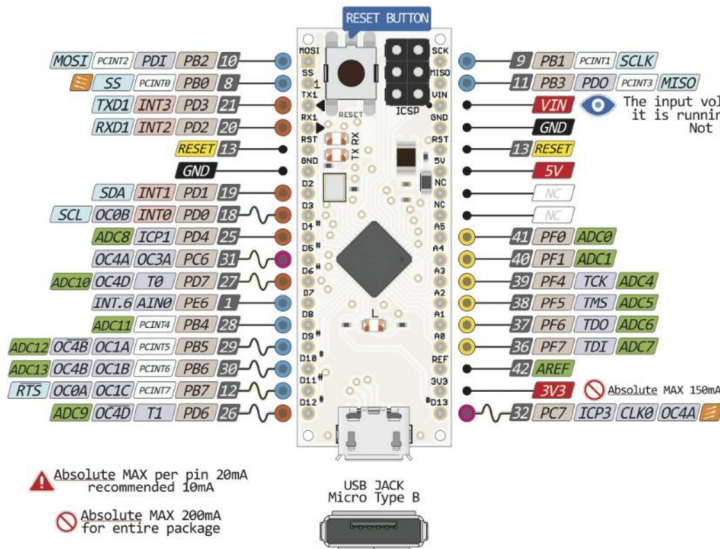 RESET BUTTON
MOSI PCINT2 PDI PB2 10
SS PCINT0 PB0 8
TXD1 INT3 PD3 21
RXD1 INT2 PD2 20
RESET 13
GND
SDA INT1 PD1 19
SCL OC0B INT0 PD0 18
ADC8 ICP1 PD4 25
OC4A OC3A PC6 31
ADC10 OC4D T0 PD7 27
INT.6 AIN0 PE6 1
ADC11 PCINT4 PB4 28
ADC12 OC4B OC1A PCINT5 PB5 29
ADC13 OC4B OC1B PCINT6 PB6 30
RTS OC0A OC1C PCINT7 PB7 12
ADC9 OC4D T1 PD6 26
MOSI
SS
TX1
RX1
RST
GND
D2
D3
D4
D5
D6
D7
D8
D9
D10
D11
D12
1
RESET
TX RX
ICSP
L
SCK
MISO
VIN
GND
RST
5V
NC
NC
A5
A4
A3
A2
A1
A0
REF
3V3
D13
9 PB1 PCINT1 SCLK
11 PB3 PDO PCINT3 MISO
VIN The input vol
it is runnin
Not
GND
13 RESET
5V
NC
NC
41 PF0 ADC0
40 PF1 ADC1
39 PF4 TCK ADC4
38 PF5 TMS ADC5
37 PF6 TDO ADC6
36 PF7 TDI ADC7
42 AREF
3V3 Absolute MAX 150mA
32 PC7 ICP3 CLK0 OC4A
Absolute MAX per pin 20mA
recommended 10mA
Absolute MAX 200mA
for entire package
USB JACK
Micro Type B